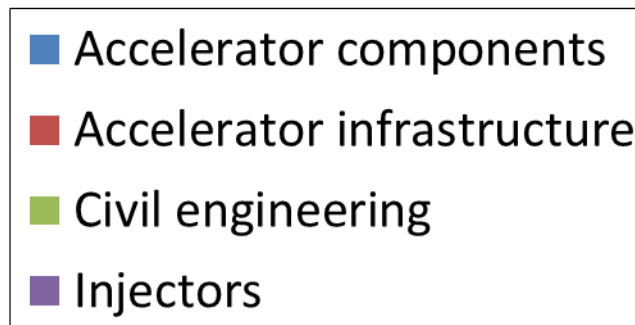 Accelerator components
Accelerator infrastructure
Civil engineering
Injectors